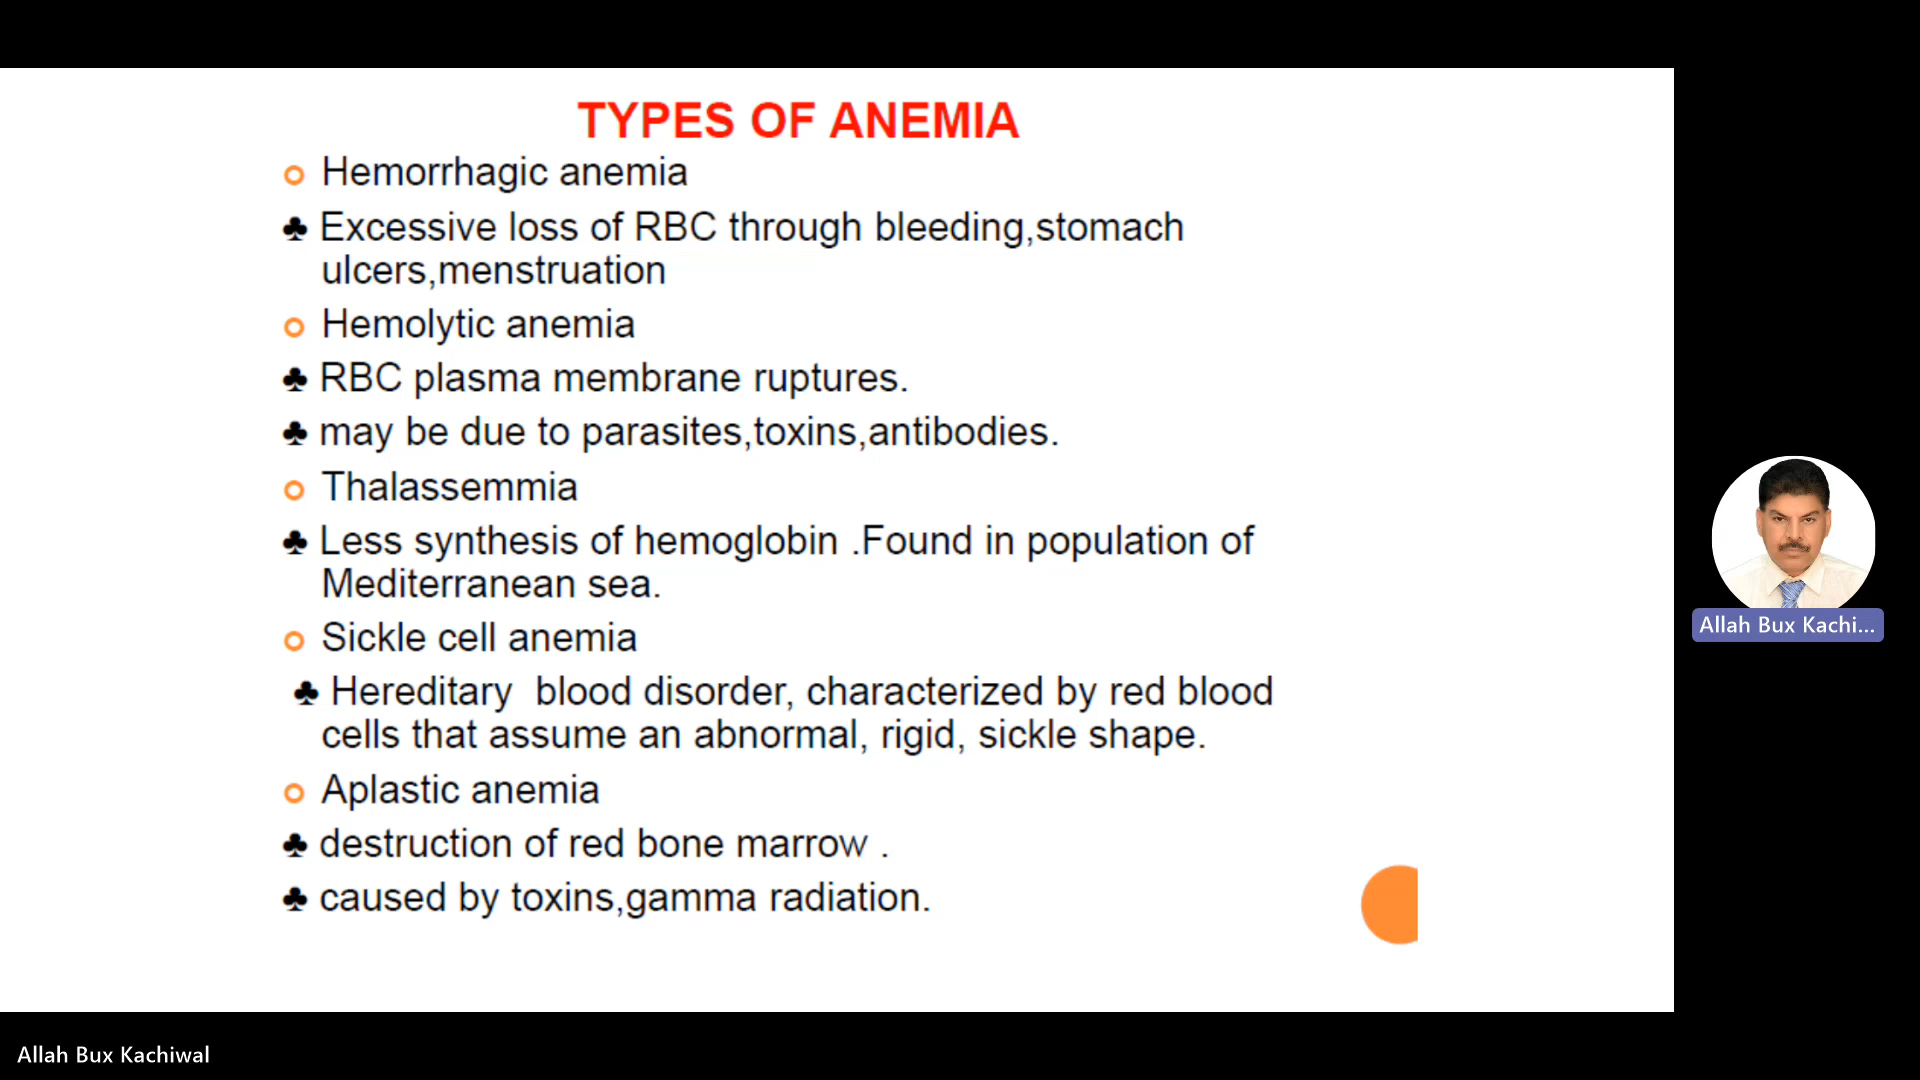 TYPES OF ANEMIA
Hemorrhagic anemia
♣ Excessive loss of RBC through bleeding,stomach
ulcers,menstruation
Hemolytic anemia
♣ RBC plasma membrane ruptures.
♣ may be due to parasites,toxins,antibodies.
Thalassemmia
♣ Less synthesis of hemoglobin .Found in population of
Mediterranean sea.
Sickle cell anemia
♣ Hereditary  blood disorder, characterized by red blood
cells that assume an abnormal, rigid, sickle shape.
Aplastic anemia
♣ destruction of red bone marrow .
♣ caused by toxins,gamma radiation.
Allah Bux Kachi...
Allah Bux Kachiwal